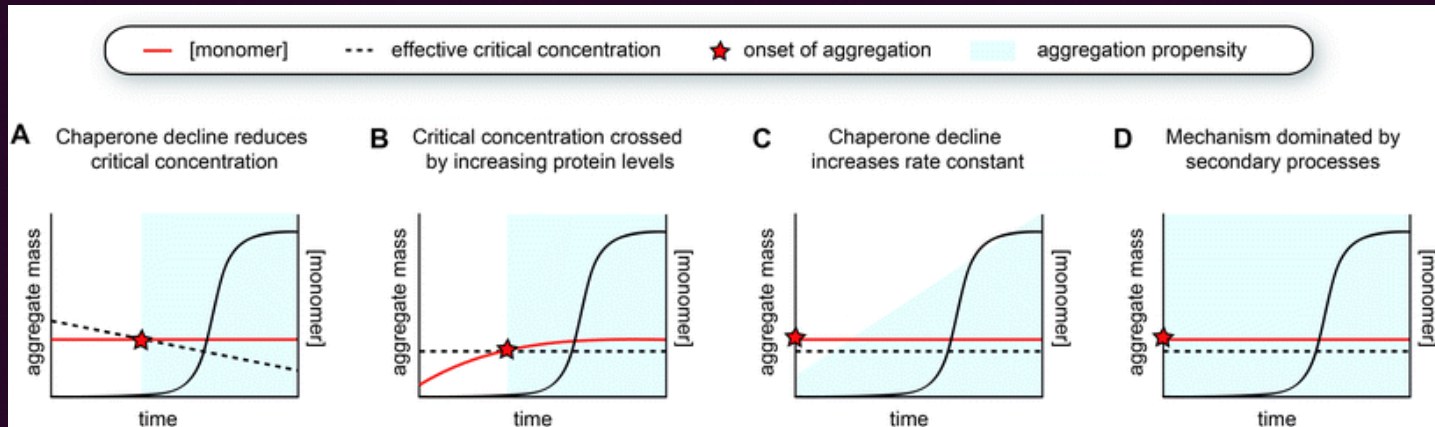 [monomer]
effective critical concentration
onset of aggregation
aggregation propensity
A
Chaperone decline reduces
critical concentration
aggregate mass
[monomer]
time
B
Critical concentration crossed
by increasing protein levels
aggregate mass
[monomer]
time
C
Chaperone decline
increases rate constant
aggregate mass
[monomer]
time
D
Mechanism dominated by
secondary processes
aggregate mass
[monomer]
time